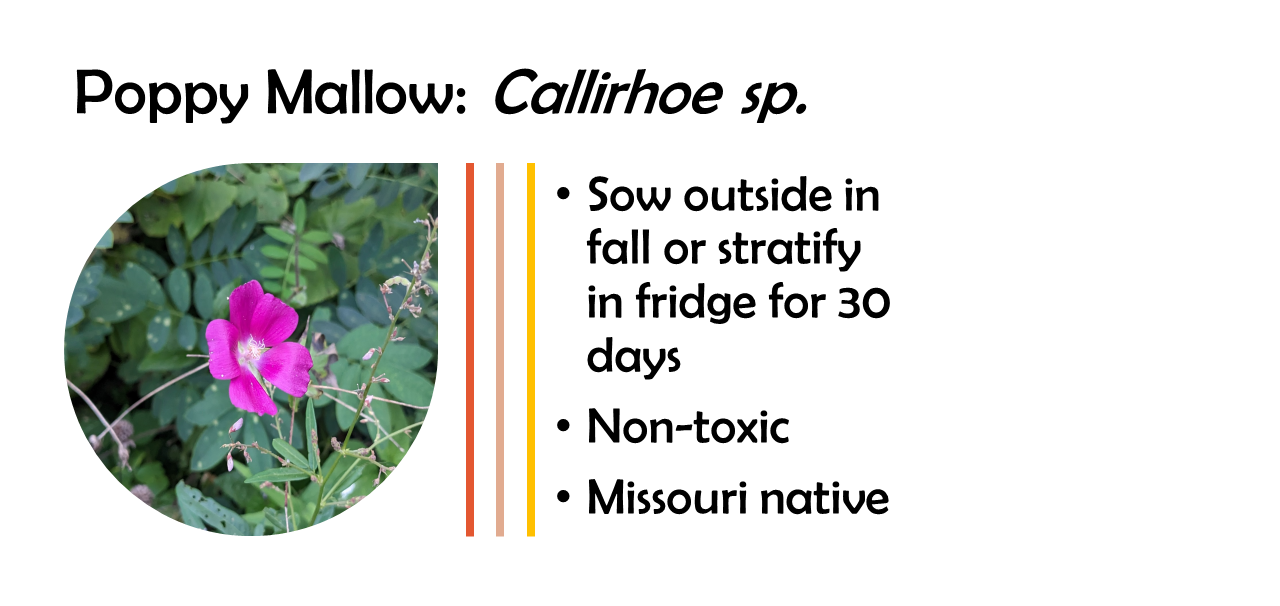 Poppy Mallow: Callirhoe sp.
• Sow outside in
fall or stratify
in fridge for 30
days
• Non-toxic
• Missouri native